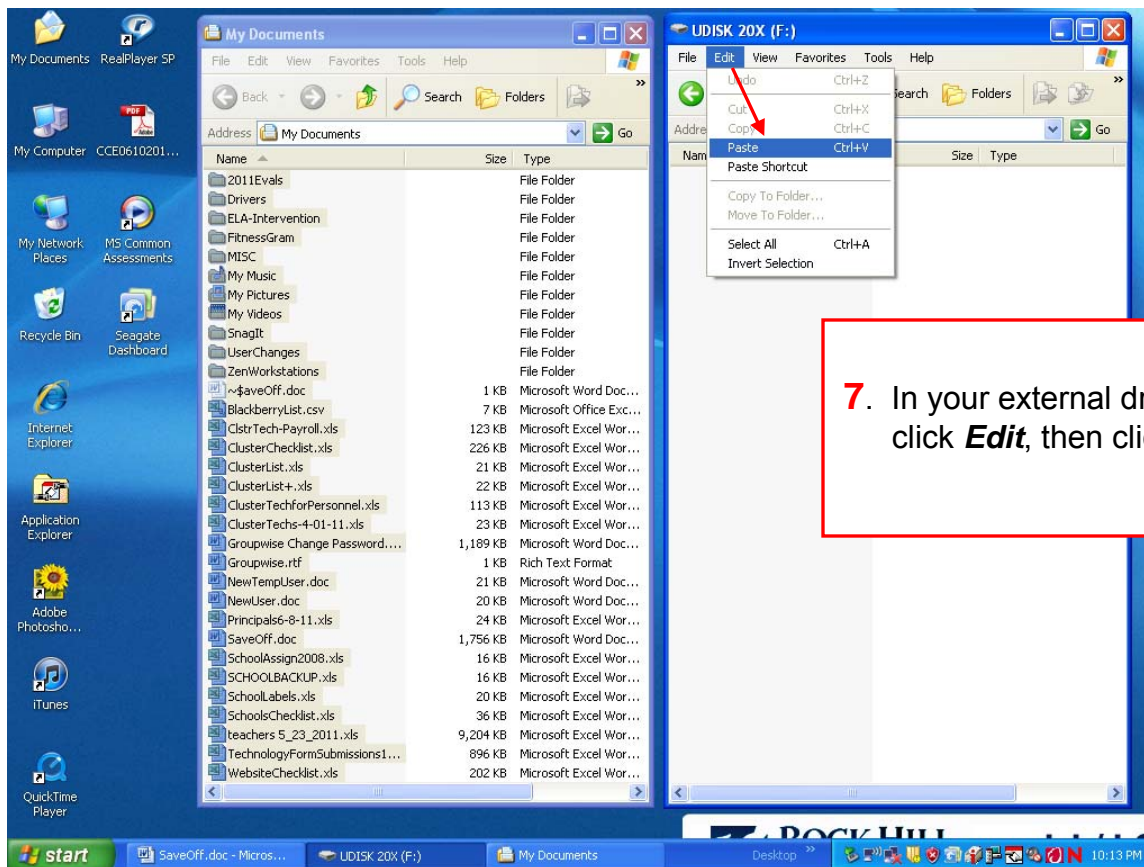 My Documents
RealPlayer SP
My Computer
CCE0610201...
My Network
Places
MS Common
Assessments
Recycle Bin
Seagate
Dashboard
Internet
Explorer
Application
Explorer
Adobe
Photosho...
iTunes
QuickTime
Player
My Documents
File Edit View Favorites Tools Help
Back Search Folders »
Address My Documents Go
Name Size Type
2011Evals File Folder
Drivers File Folder
ELA-Intervention File Folder
FitnessGram File Folder
MISC File Folder
My Music File Folder
My Pictures File Folder
My Videos File Folder
SnagIt File Folder
UserChanges File Folder
ZenWorkstations File Folder
~$aveOff.doc 1 KB Microsoft Word Doc...
BlackberryList.csv 7 KB Microsoft Office Exc...
ClstrTech-Payroll.xls 123 KB Microsoft Excel Wor...
ClusterChecklist.xls 226 KB Microsoft Excel Wor...
ClusterList.xls 21 KB Microsoft Excel Wor...
ClusterList+.xls 22 KB Microsoft Excel Wor...
ClusterTechforPersonnel.xls 113 KB Microsoft Excel Wor...
ClusterTechs-4-01-11.xls 23 KB Microsoft Excel Wor...
Groupwise Change Password.... 1,189 KB Microsoft Word Doc...
Groupwise.rtf 1 KB Rich Text Format
NewTempUser.doc 21 KB Microsoft Word Doc...
NewUser.doc 20 KB Microsoft Word Doc...
Principals6-8-11.xls 24 KB Microsoft Excel Wor...
SaveOff.doc 1,756 KB Microsoft Word Doc...
SchoolAssign2008.xls 16 KB Microsoft Excel Wor...
SCHOOLBACKUP.xls 16 KB Microsoft Excel Wor...
SchoolLabels.xls 20 KB Microsoft Excel Wor...
SchoolsChecklist.xls 36 KB Microsoft Excel Wor...
teachers 5_23_2011.xls 9,204 KB Microsoft Excel Wor...
TechnologyFormSubmissions1... 896 KB Microsoft Excel Wor...
WebsiteChecklist.xls 202 KB Microsoft Excel Wor...
UDISK 20X (F:)
File Edit View Favorites Tools Help
Search Folders »
Addre Go
Nam Size Type
Undo Ctrl+Z
Cut Ctrl+X
Copy Ctrl+C
Paste Ctrl+V
Paste Shortcut
Copy To Folder...
Move To Folder...
Select All Ctrl+A
Invert Selection
7. In your external dr
click Edit, then cli
ROCK HILL
start SaveOff.doc - Micros... UDISK 20X (F:) My Documents Desktop » 10:13 PM